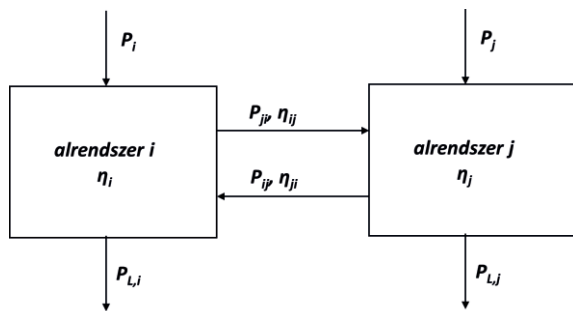 P_i
P_j
alrendszer i
η_i
P_ji, η_ij
P_ij, η_ji
alrendszer j
η_j
P_L,i
P_L,j